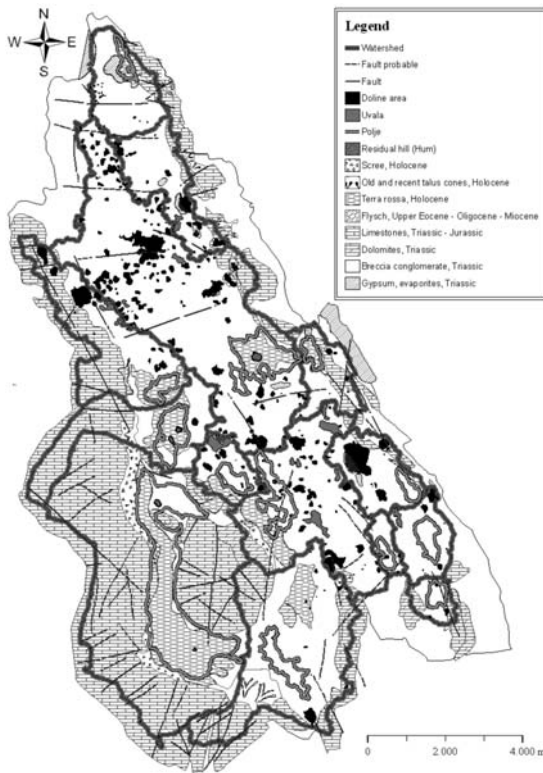 N
W E
S
Legend
Watershed
Fault probable
Fault
Doline area
Uvala
Polje
Residual hill (Hum)
Scree, Holocene
Old and recent talus cones, Holocene
Terra rossa, Holocene
Flysch, Upper Eocene - Oligocene - Miocene
Limestones, Triassic - Jurassic
Dolomites, Triassic
Breccia conglomerate, Triassic
Gypsum, evaporites, Triassic
0 2.000 4.000 m